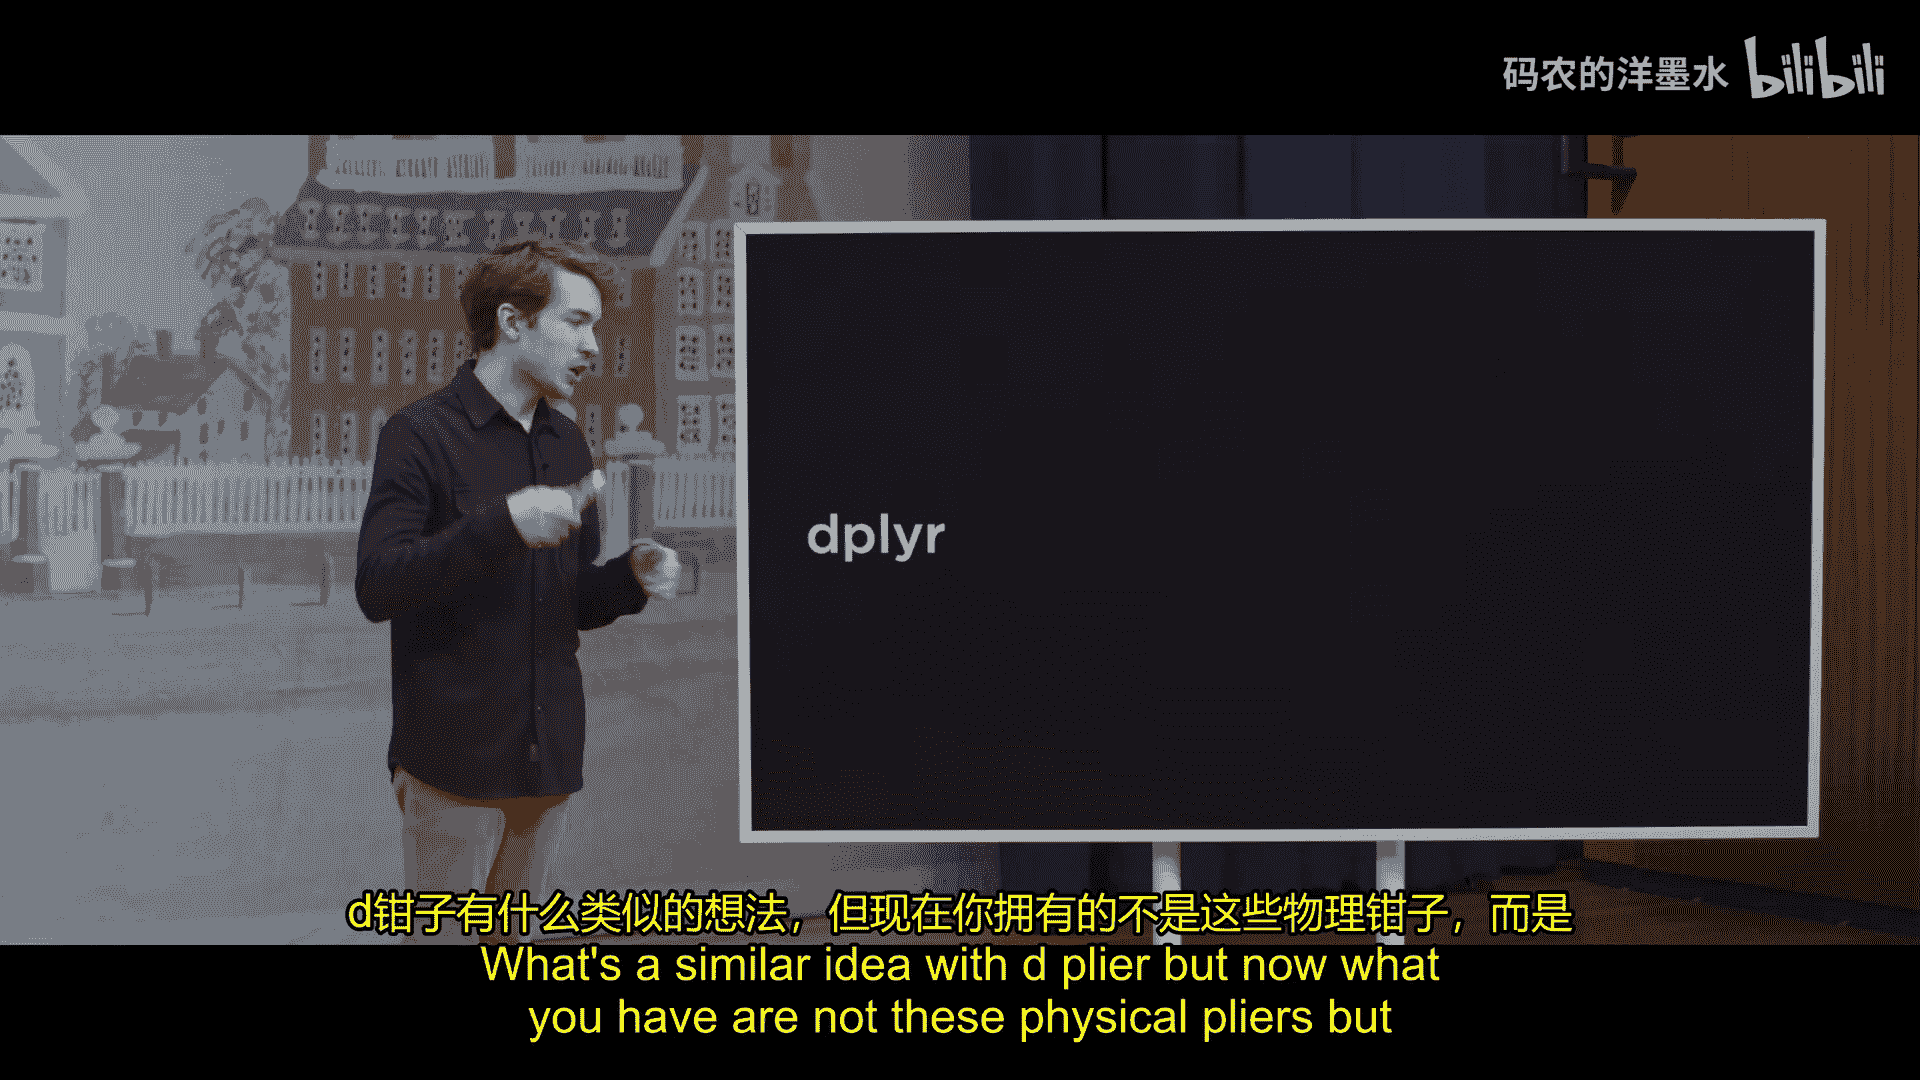 码农的洋墨水 bilibili
dplyr
d钳子有什么类似的想法，但现在你拥有的不是这些物理钳子，而是
What's a similar idea with d plier but now what
you have are not these physical pliers but